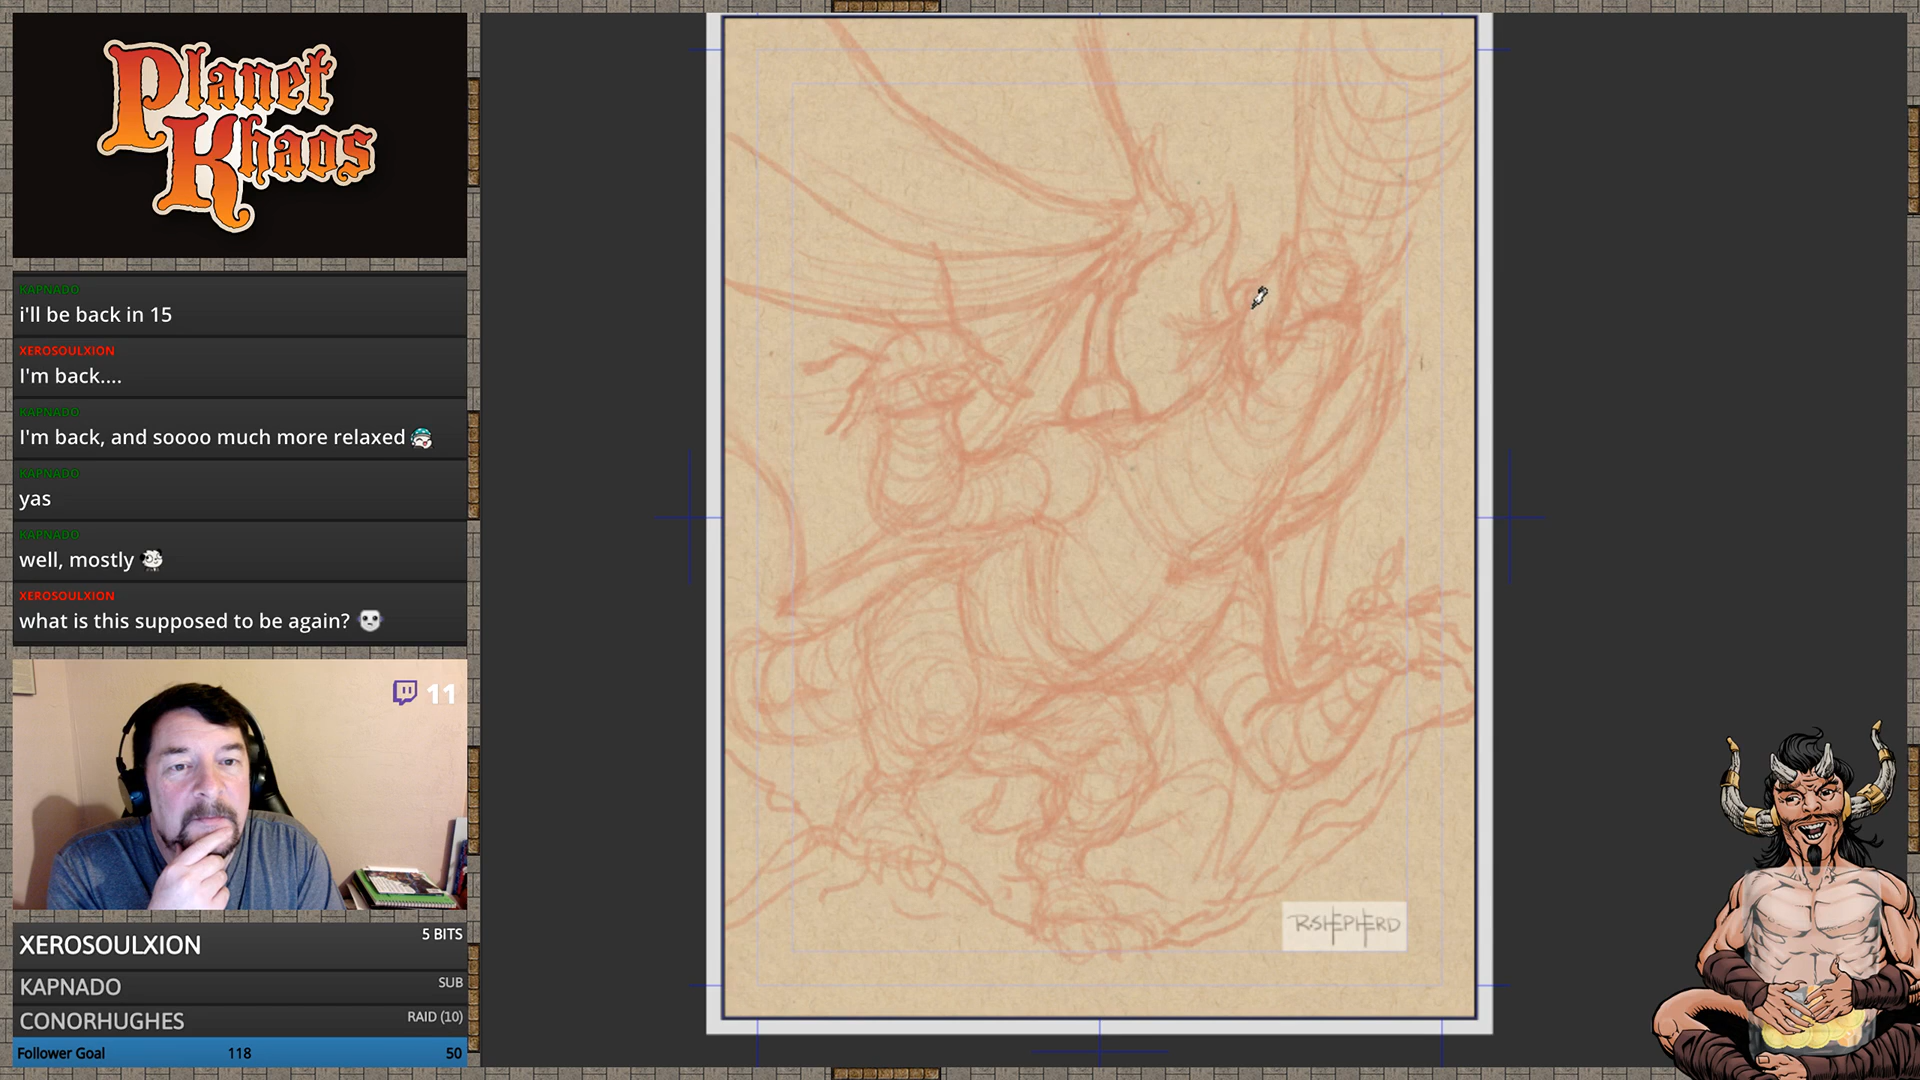 Planet
Khaos
KAPNADO
i'll be back in 15
XEROSOULXION
I'm back....
KAPNADO
I'm back, and soooo much more relaxed
KAPNADO
yas
KAPNADO
well, mostly
XEROSOULXION
what is this supposed to be again?
11
XEROSOULXION 5 BITS
KAPNADO SUB
CONORHUGHES RAID (10)
Follower Goal 118 50
R.SHEPHERD